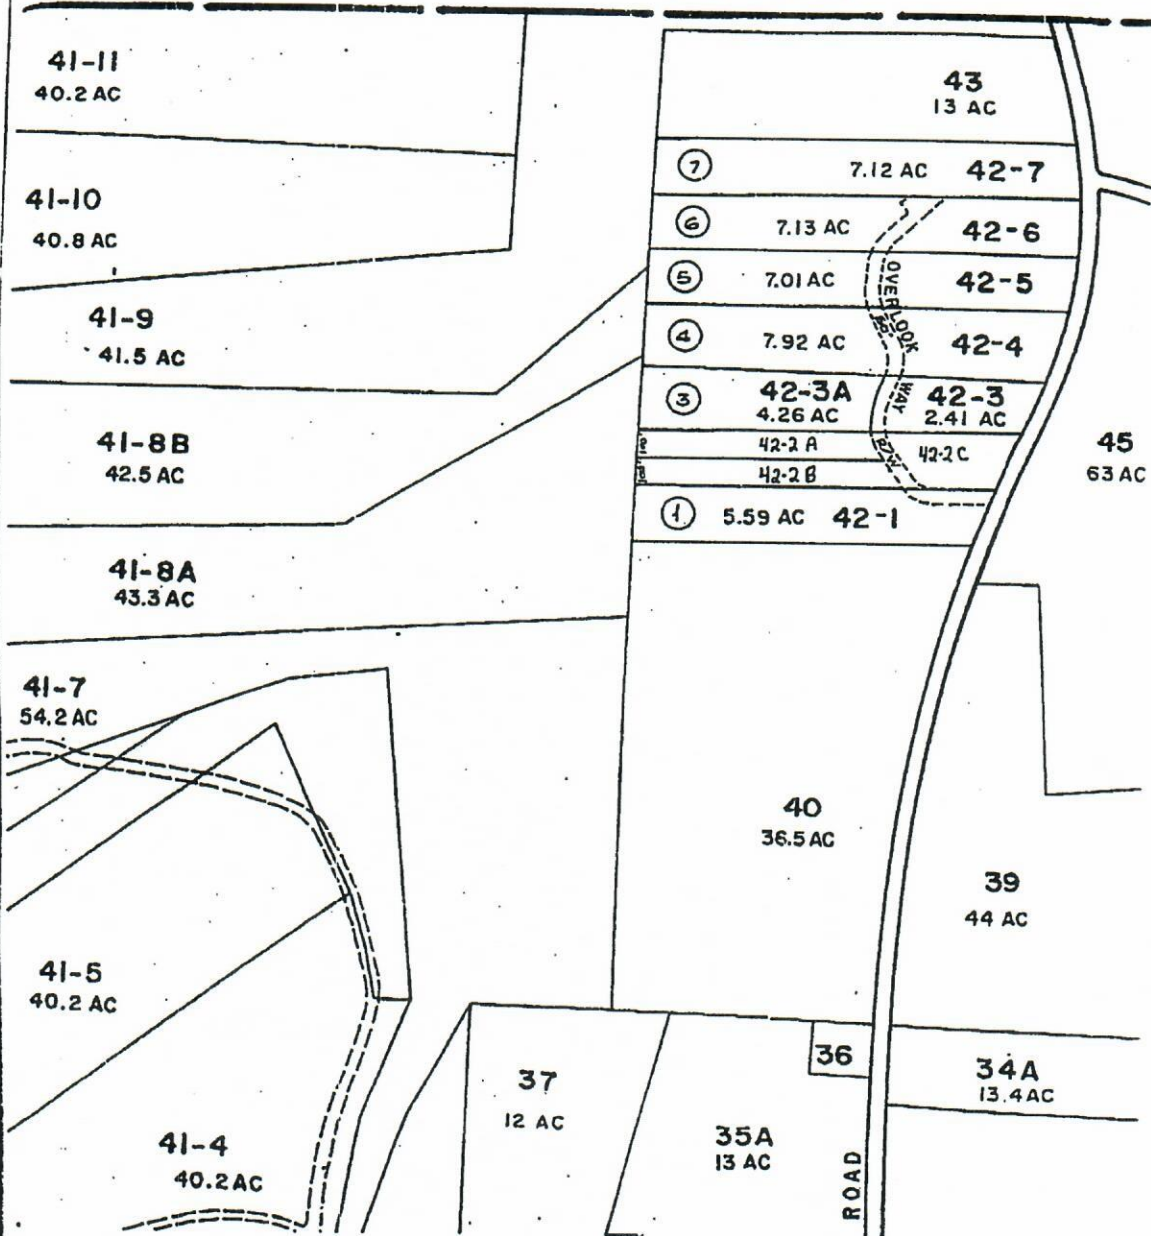 41-11
40.2 AC
41-10
40.8 AC
41-9
41.5 AC
41-8B
42.5 AC
41-8A
43.3 AC
41-7
54.2 AC
41-5
40.2 AC
41-4
40.2 AC
43
13 AC
7 7.12 AC 42-7
6 7.13 AC 42-6
5 7.01 AC 42-5
4 7.92 AC 42-4
3 42-3A 42-3
4.26 AC 2.41 AC
42-2 A 42-2 C
42-2 B
1 5.59 AC 42-1
OVERLOOK WAY
R/W
45
63 AC
40
36.5 AC
39
44 AC
36
37
12 AC
35A
13 AC
34A
13.4 AC
ROAD